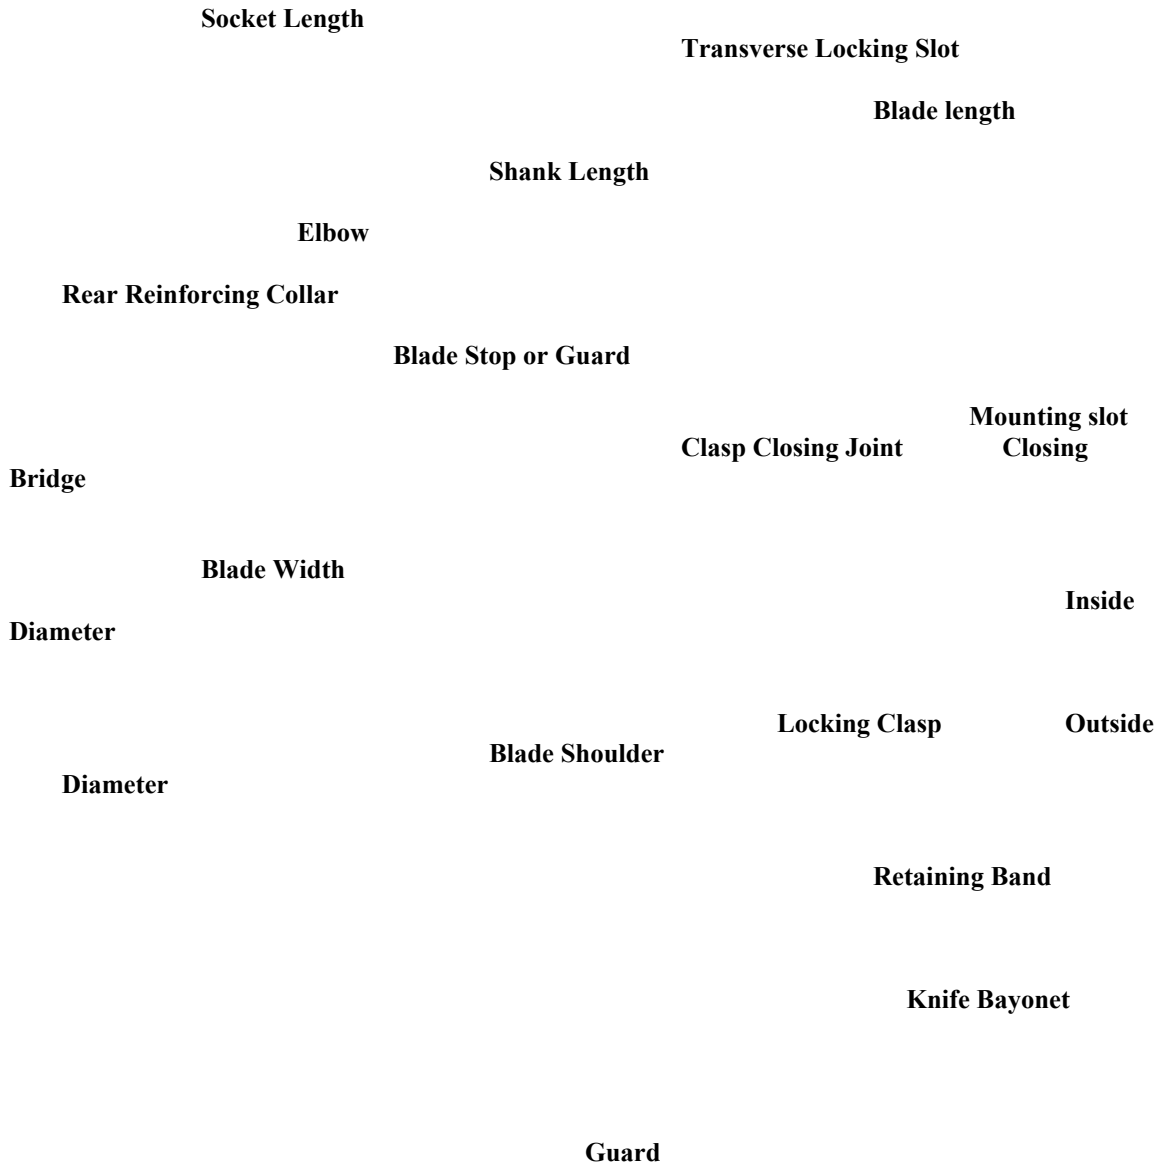 Socket Length
Transverse Locking Slot
Blade length
Shank Length
Elbow
Rear Reinforcing Collar
Blade Stop or Guard
Mounting slot
Clasp Closing Joint Closing
Bridge
Blade Width
Inside
Diameter
Locking Clasp Outside
Blade Shoulder
Diameter
Retaining Band
Knife Bayonet
Guard